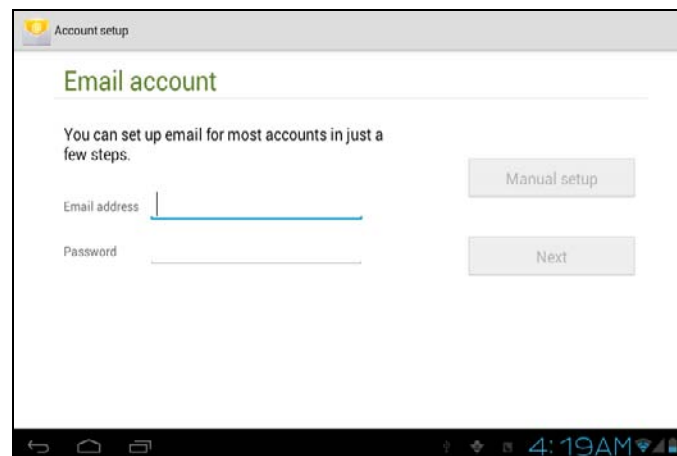 Account setup
Email account
You can set up email for most accounts in just a
few steps.
Manual setup
Email address
Password
Next
4:19AM